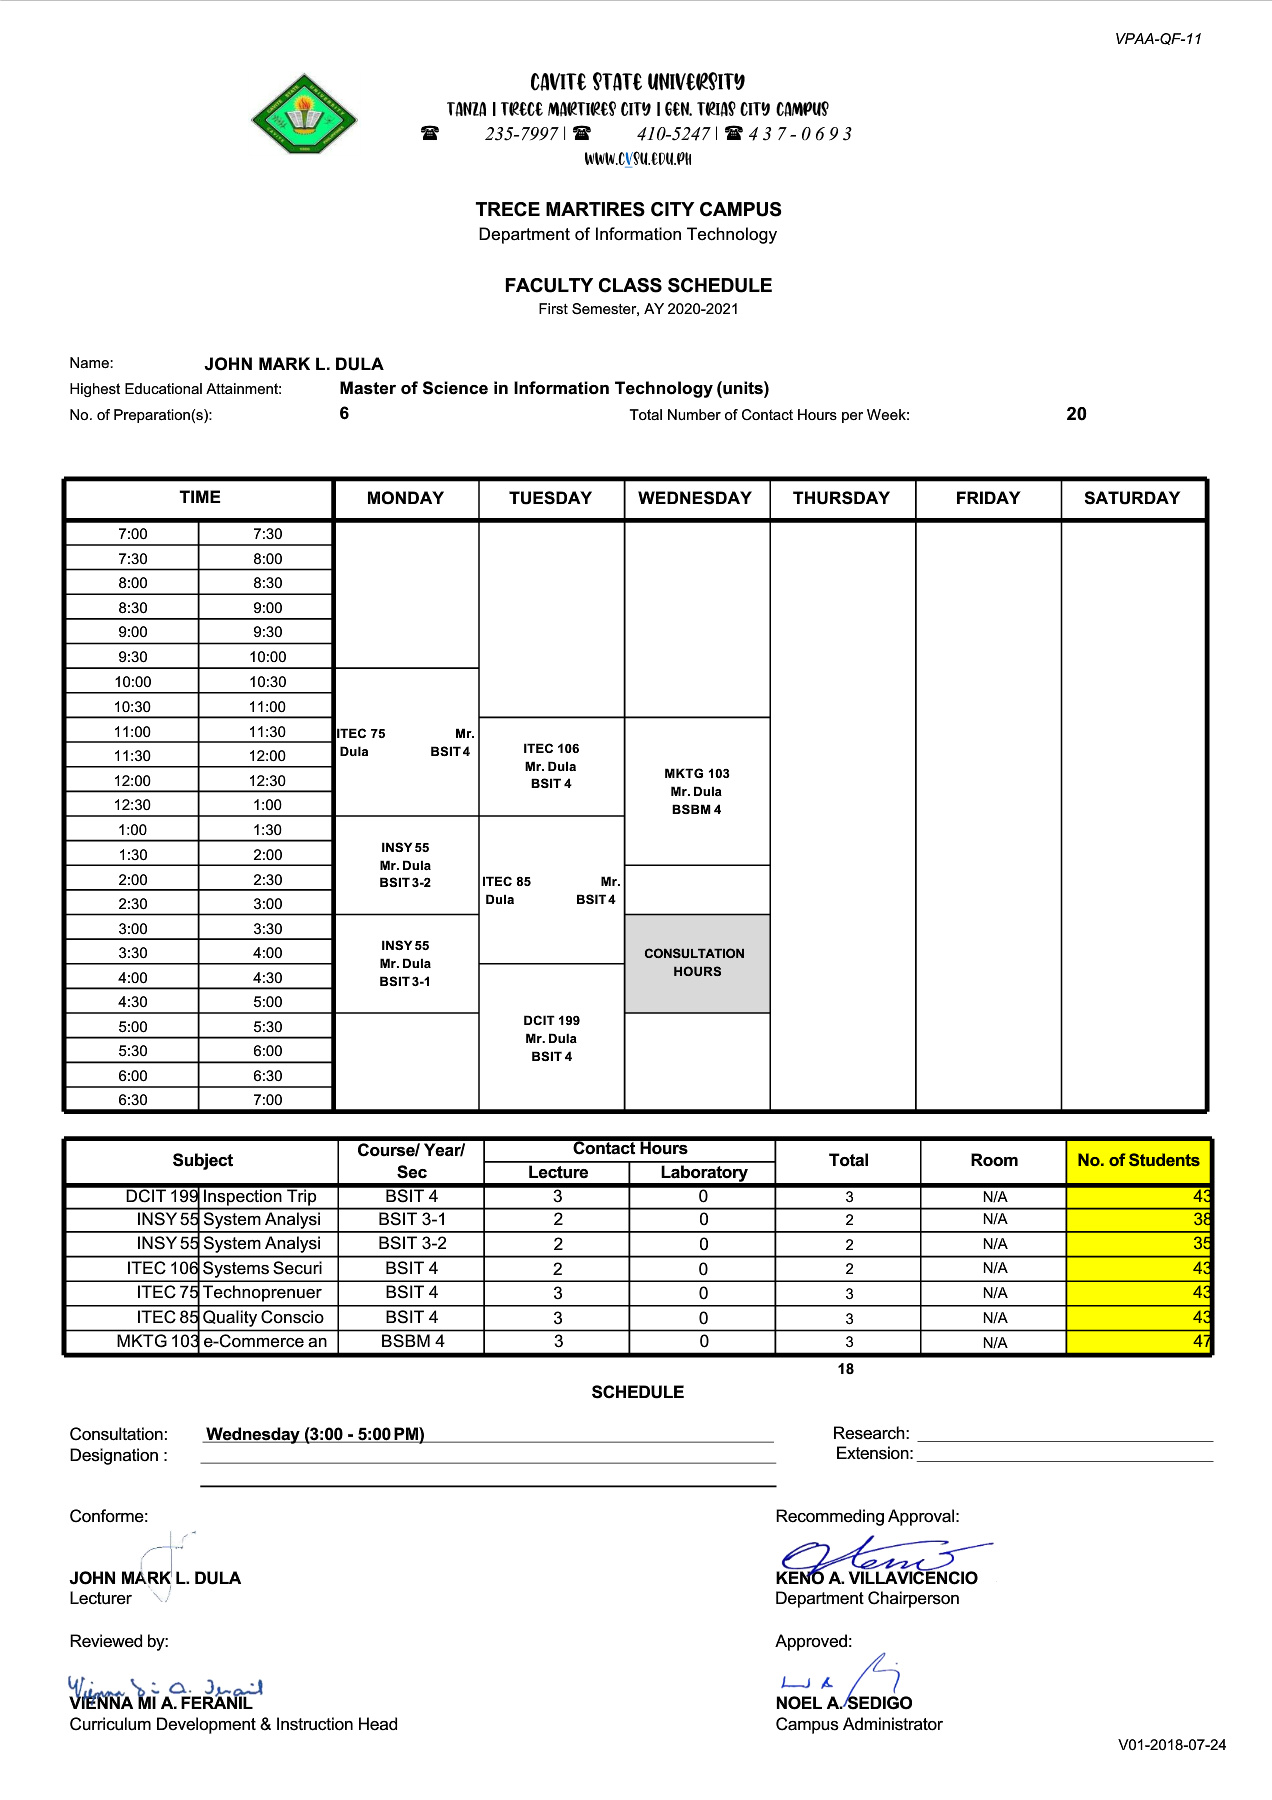 VPAA-QF-11
CAVITE STATE UNIVERSITY
TANZA | TRECE MARTIRES CITY | GEN. TRIAS CITY CAMPUS
☎ 235-7997 | ☎ 410-5247 | ☎ 437-0693
WWW.CVSU.EDU.PH
TRECE MARTIRES CITY CAMPUS
Department of Information Technology
FACULTY CLASS SCHEDULE
First Semester, AY 2020-2021
Name: JOHN MARK L. DULA
Highest Educational Attainment: Master of Science in Information Technology (units)
No. of Preparation(s): 6 Total Number of Contact Hours per Week: 20
TIME MONDAY TUESDAY WEDNESDAY THURSDAY FRIDAY SATURDAY
7:00 7:30
7:30 8:00
8:00 8:30
8:30 9:00
9:00 9:30
9:30 10:00
10:00 10:30
10:30 11:00
11:00 11:30
11:30 12:00
12:00 12:30
12:30 1:00
1:00 1:30
1:30 2:00
2:00 2:30
2:30 3:00
3:00 3:30
3:30 4:00
4:00 4:30
4:30 5:00
5:00 5:30
5:30 6:00
6:00 6:30
6:30 7:00
ITEC 75 Mr.
Dula BSIT 4
INSY 55
Mr. Dula
BSIT 3-2
INSY 55
Mr. Dula
BSIT 3-1
ITEC 106
Mr. Dula
BSIT 4
ITEC 85 Mr.
Dula BSIT 4
DCIT 199
Mr. Dula
BSIT 4
MKTG 103
Mr. Dula
BSBM 4
CONSULTATION
HOURS
Subject Course/ Year/ Sec Contact Hours Total Room No. of Students
Lecture Laboratory
DCIT 199 Inspection Trip BSIT 4 3 0 3 N/A 43
INSY 55 System Analysi BSIT 3-1 2 0 2 N/A 38
INSY 55 System Analysi BSIT 3-2 2 0 2 N/A 35
ITEC 106 Systems Securi BSIT 4 2 0 2 N/A 43
ITEC 75 Technoprenuer BSIT 4 3 0 3 N/A 43
ITEC 85 Quality Conscio BSIT 4 3 0 3 N/A 43
MKTG 103 e-Commerce an BSBM 4 3 0 3 N/A 47
18
SCHEDULE
Consultation: Wednesday (3:00 - 5:00 PM) Research:
Designation : Extension:
Conforme: Recommeding Approval:
JOHN MARK L. DULA KENO A. VILLAVICENCIO
Lecturer Department Chairperson
Reviewed by: Approved:
VIENNA MI A. FERANIL NOEL A. SEDIGO
Curriculum Development & Instruction Head Campus Administrator
V01-2018-07-24